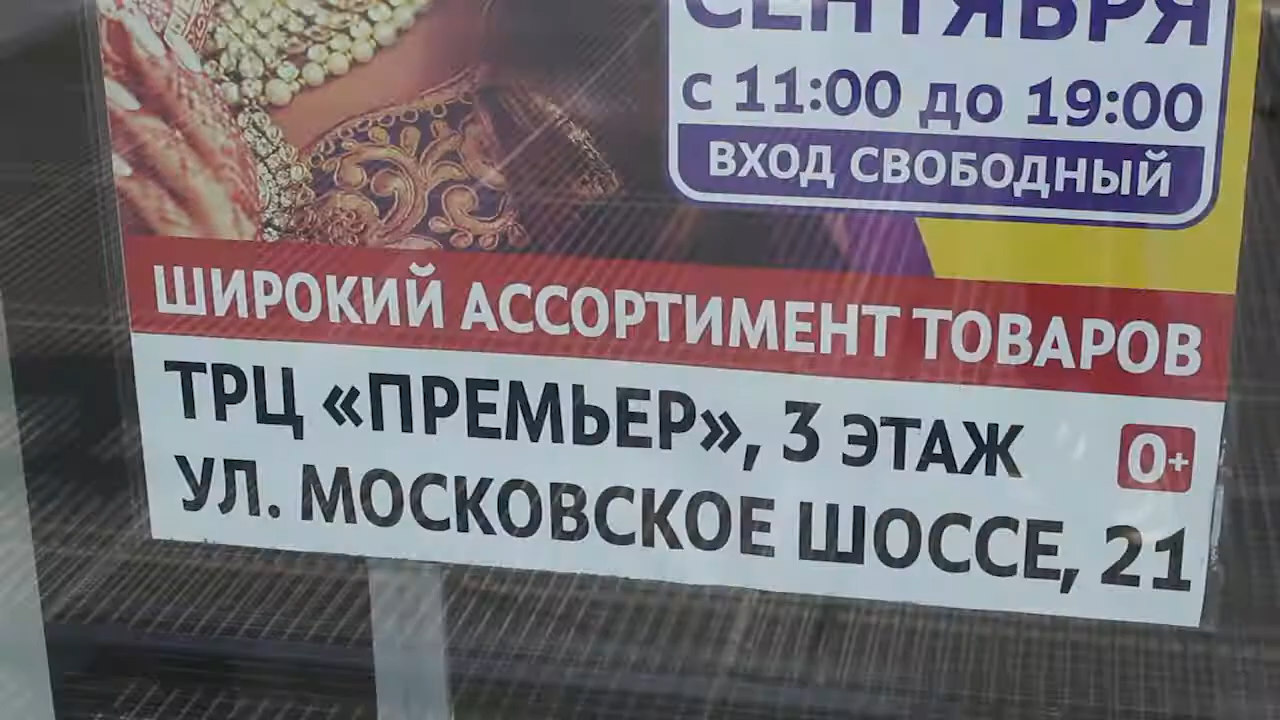 СЕНТЯБРЯ
с 11:00 до 19:00
ВХОД СВОБОДНЫЙ
ШИРОКИЙ АССОРТИМЕНТ ТОВАРОВ
ТРЦ «ПРЕМЬЕР», 3 ЭТАЖ
0+
УЛ. МОСКОВСКОЕ ШОССЕ, 21